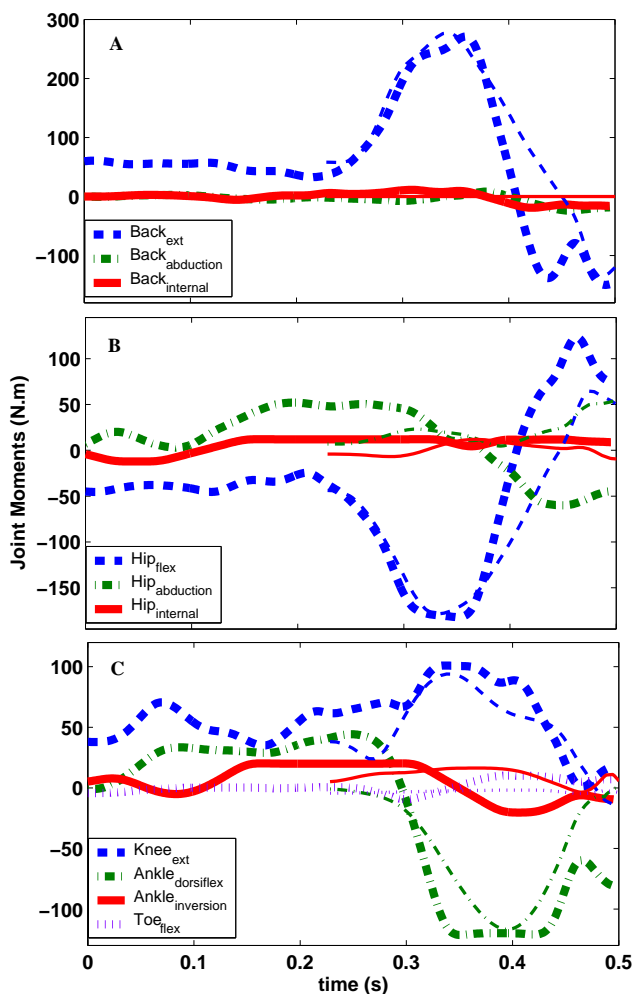 A
300
200
100
0
−100
Back_ext
Back_abduction
Back_internal
B
100
50
0
−50
−100
−150
Hip_flex
Hip_abduction
Hip_internal
Joint Moments (N.m)
C
100
50
0
−50
−100
Knee_ext
Ankle_dorsiflex
Ankle_inversion
Toe_flex
0 0.1 0.2 0.3 0.4 0.5
time (s)